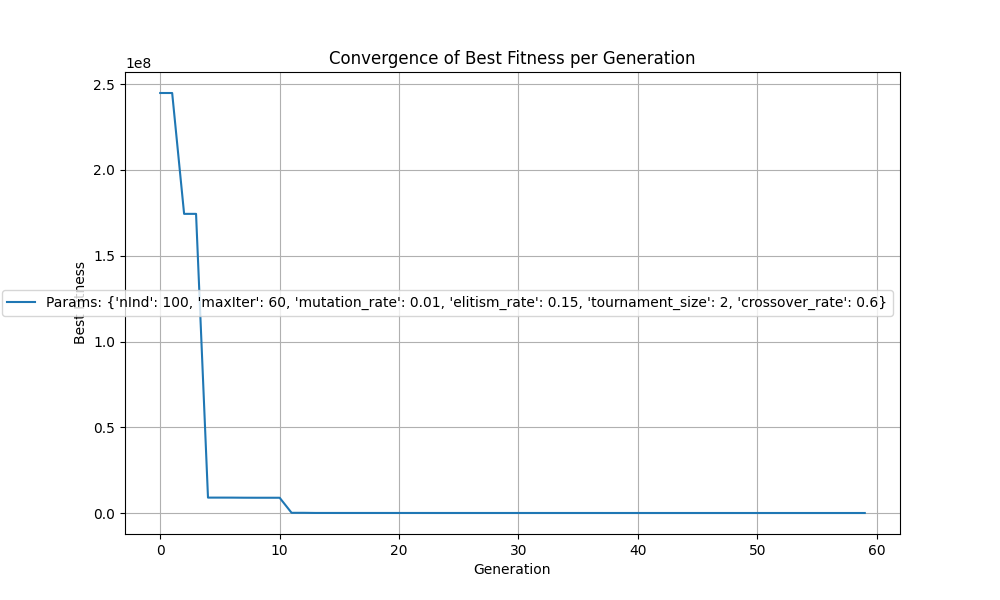 Convergence of Best Fitness per Generation
1e8
2.5
2.0
1.5
1.0
0.5
0.0
Best Fitness
Params: {'nInd': 100, 'maxIter': 60, 'mutation_rate': 0.01, 'elitism_rate': 0.15, 'tournament_size': 2, 'crossover_rate': 0.6}
0 10 20 30 40 50 60
Generation